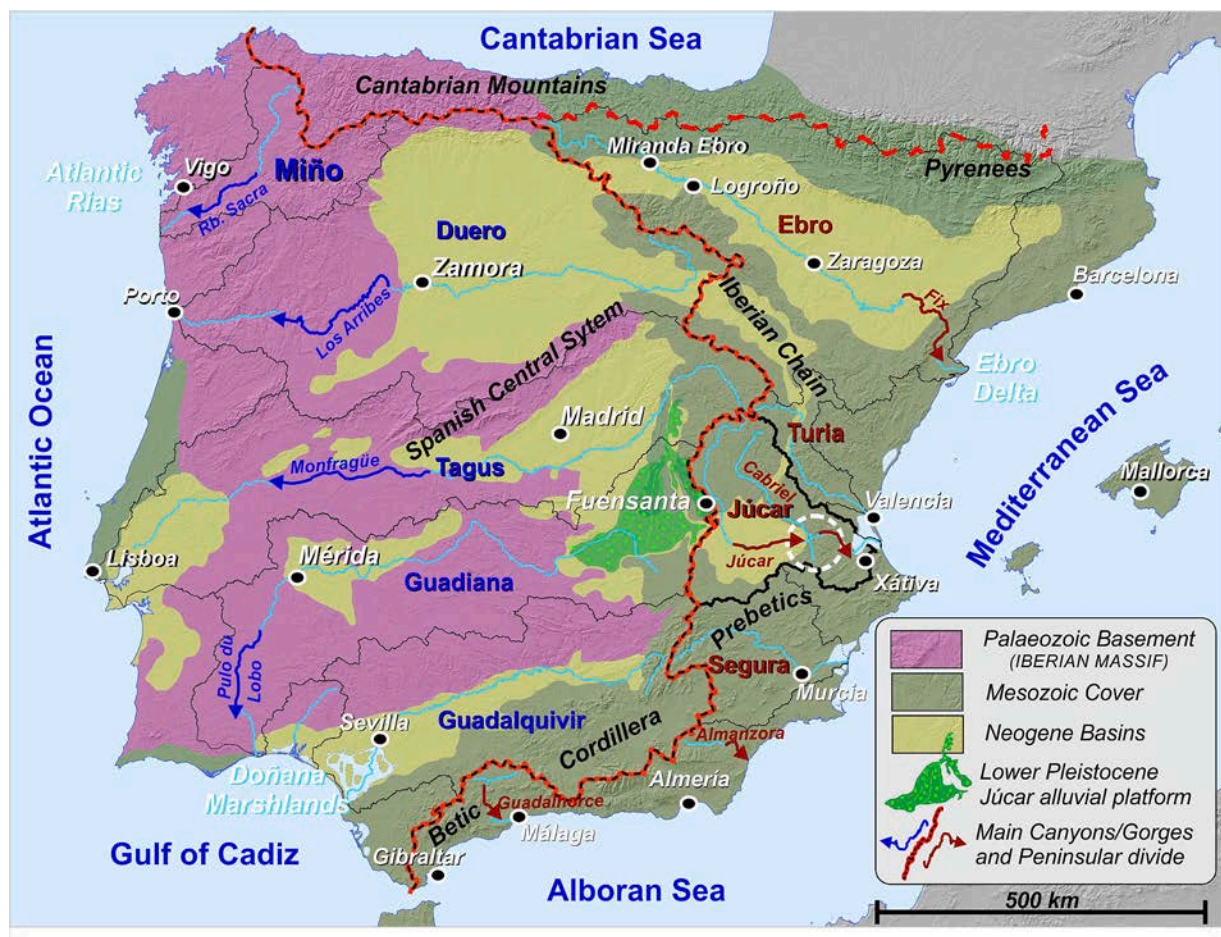 Cantabrian Sea
Cantabrian Mountains
Miranda Ebro
Pyrenees
Vigo
Miño
Atlantic
Rias
Rb. Sacra
Logroño
Duero
Ebro
Zamora
Zaragoza
Barcelona
Porto
Los Arribes
Iberian Chain
Fix
Ebro
Delta
Spanish Central Sytem
Atlantic Ocean
Madrid
Turia
Mediterranean Sea
Monfragüe
Tagus
Cabriel
Mallorca
Fuensanta
Júcar
Valencia
Lisboa
Mérida
Júcar
Guadiana
Xátiva
Prebetics
Pulo du
Lobo
Segura
Murcia
Sevilla
Guadalquivir
Cordillera
Almanzora
Doñana
Marshlands
Almería
Betic
Guadalhorce
Málaga
Gulf of Cadiz
Gibraltar
Alboran Sea
Palaeozoic Basement
(IBERIAN MASSIF)
Mesozoic Cover
Neogene Basins
Lower Pleistocene
Júcar alluvial platform
Main Canyons/Gorges
and Peninsular divide
500 km